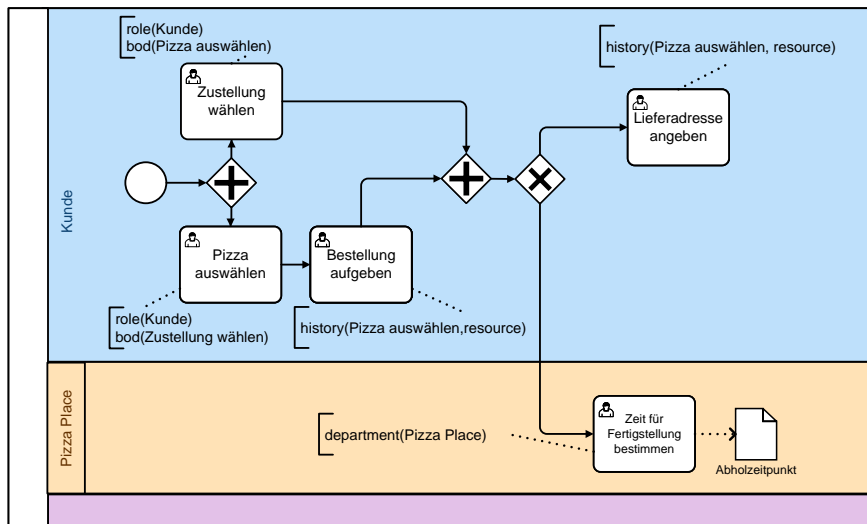 role(Kunde)
bod(Pizza auswählen)
history(Pizza auswählen, resource)
Zustellung
wählen
Lieferadresse
angeben
Kunde
Pizza
auswählen
Bestellung
aufgeben
role(Kunde)
bod(Zustellung wählen)
history(Pizza auswählen,resource)
Pizza Place
department(Pizza Place)
Zeit für
Fertigstellung
bestimmen
Abholzeitpunkt